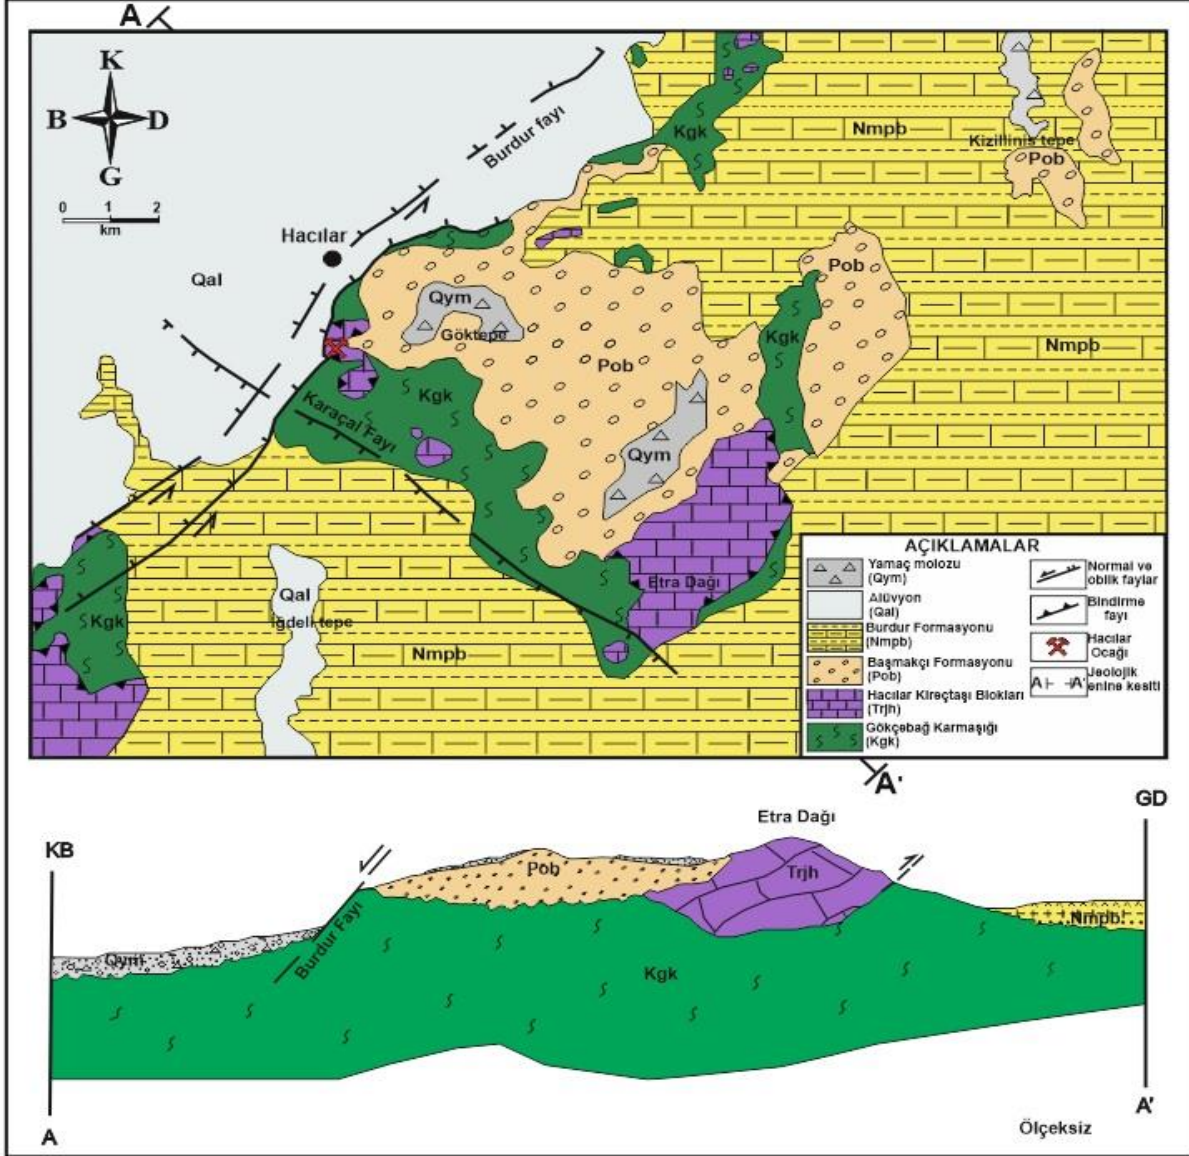 A
K
B D
G
0 1 2
km
Burdur fayı
Hacılar
Qal
Kgk
Nmpb
Kizillinis tepe
Pob
Qym
Göktepe
Pob
Pob
Kgk
Nmpb
Kgk
Karaçal Fayı
Qym
Etra Dağı
Qal
İğdeli tepe
Kgk
Nmpb
AÇIKLAMALAR
Yamaç molozu
(Qym)
Alüvyon
(Qal)
Burdur Formasyonu
(Nmpb)
Başmakçı Formasyonu
(Pob)
Hacılar Kireçtaşı Blokları
(Trjh)
Gökçebağ Karmaşığı
(Kgk)
Normal ve
oblik faylar
Bindirme
fayı
Hacılar
Ocağı
A A'
Jeolojik
enine kesiti
A'
KB
GD
Etra Dağı
Pob
Trjh
Qym
Burdur Fayı
Nmpb
Kgk
A
A'
Ölçeksiz